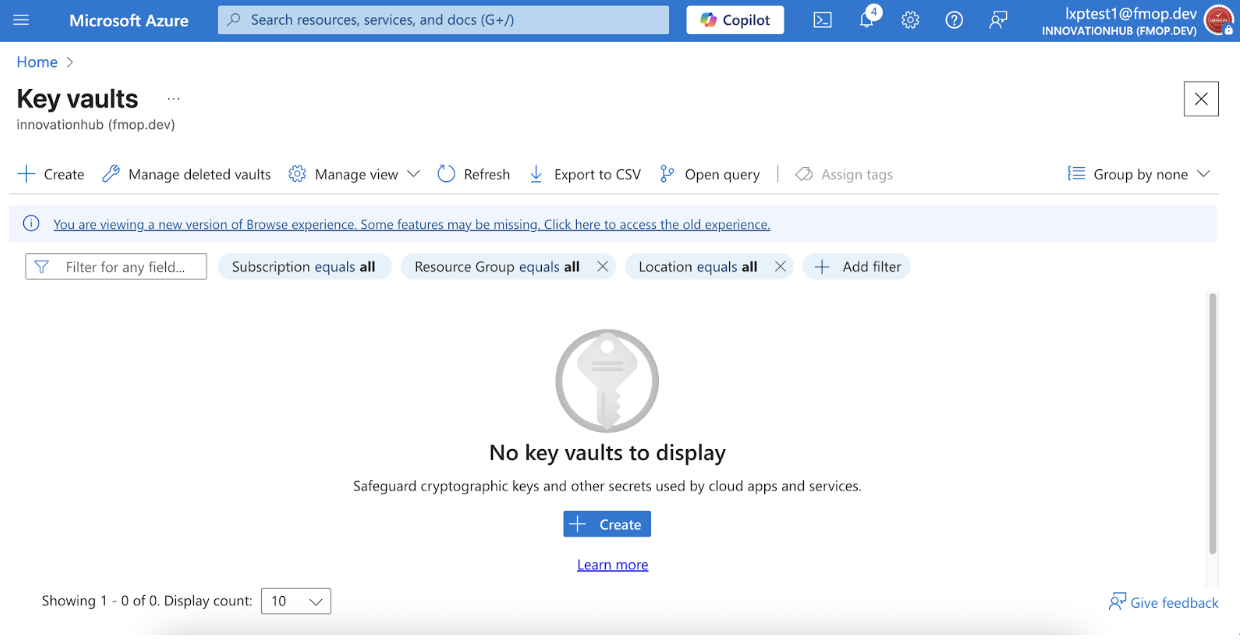 Microsoft Azure
Search resources, services, and docs (G+/)
Copilot
4
lxptest1@fmop.dev
INNOVATIONHUB (FMOP.DEV)
Home
Key vaults ...
innovationhub (fmop.dev)
Create Manage deleted vaults Manage view Refresh Export to CSV Open query Assign tags Group by none
You are viewing a new version of Browse experience. Some features may be missing. Click here to access the old experience.
Filter for any field... Subscription equals all Resource Group equals all Location equals all Add filter
No key vaults to display
Safeguard cryptographic keys and other secrets used by cloud apps and services.
Create
Learn more
Showing 1 - 0 of 0. Display count: 10
Give feedback